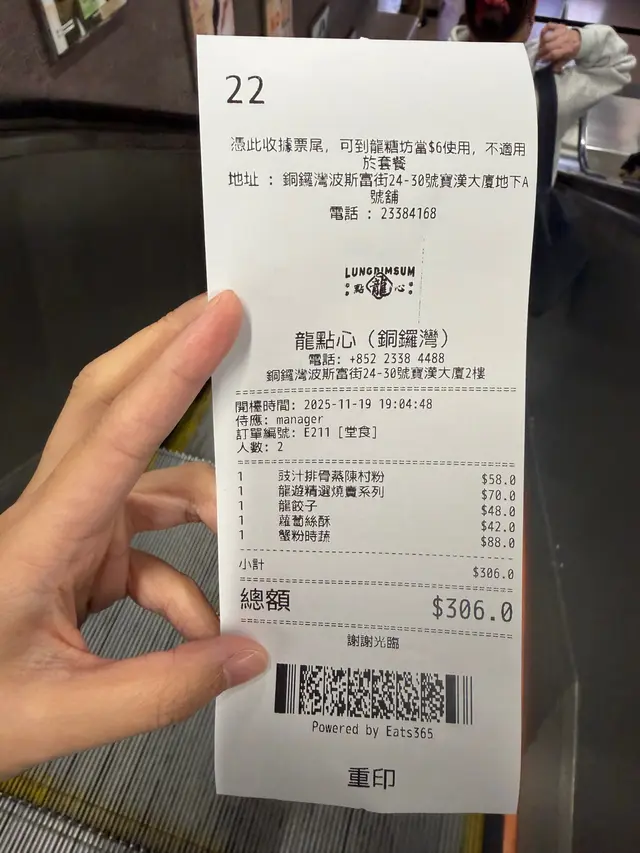 22
憑此收據票尾，可到龍糖坊當$6使用，不適用
於套餐
地址 : 銅鑼灣波斯富街24-30號寶漢大廈地下A
號舖
電話 : 23384168
LUNGDIMSUM
點 龍 心
龍點心（銅鑼灣）
電話: +852 2338 4488
銅鑼灣波斯富街24-30號寶漢大廈2樓
開檯時間: 2025-11-19 19:04:48
侍應: manager
訂單編號: E211 [堂食]
人數: 2
1 豉汁排骨蒸陳村粉 $58.0
1 龍遊精選燒賣系列 $70.0
1 龍餃子 $48.0
1 蘿蔔絲酥 $42.0
1 蟹粉時蔬 $88.0
小計 $306.0
總額 $306.0
謝謝光臨
Powered by Eats365
重印